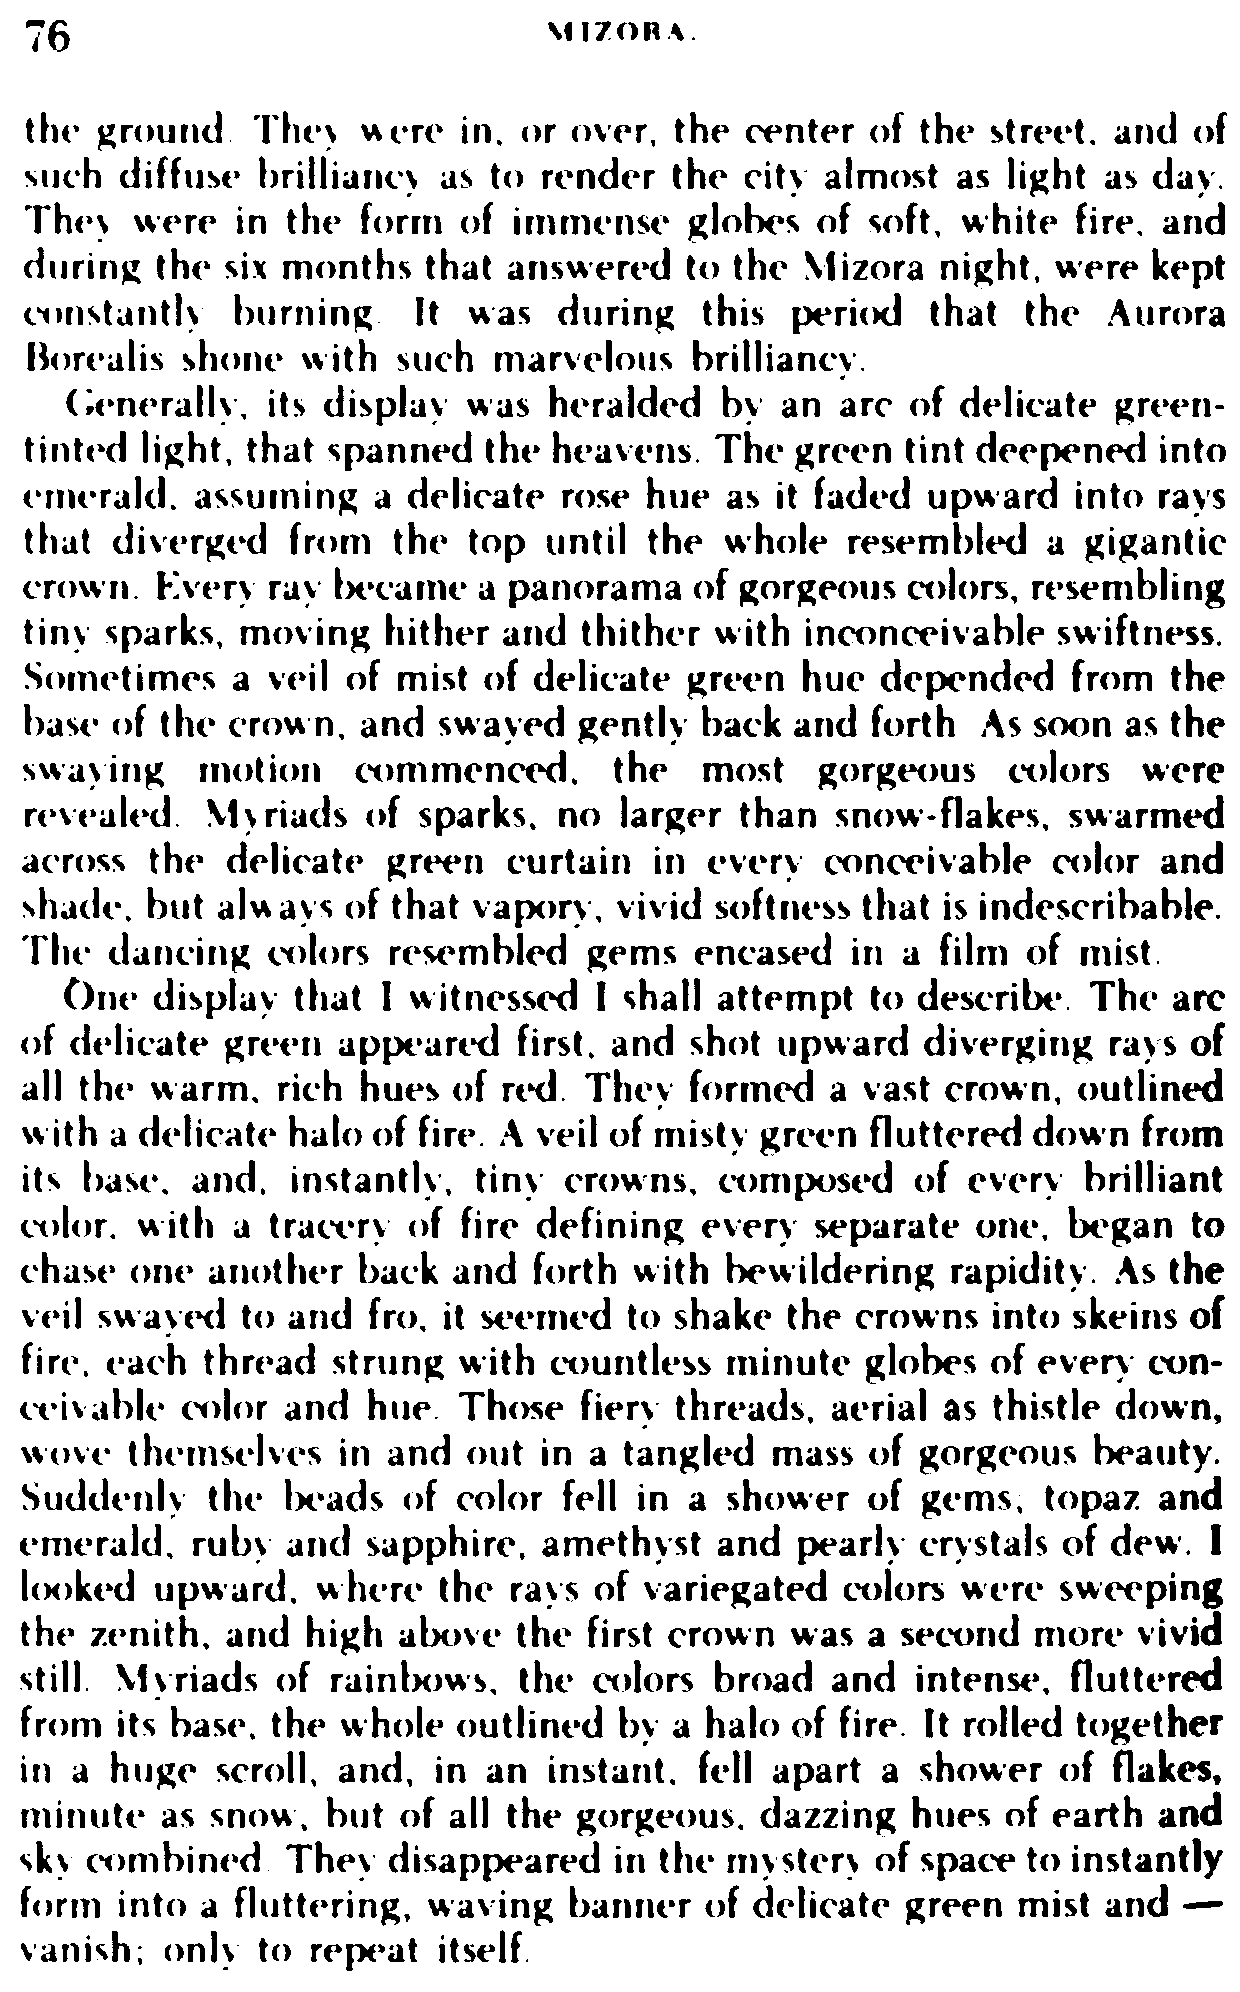 76 MIZORA.
the ground. They were in, or over, the center of the street, and of
such diffuse brilliancy as to render the city almost as light as day.
They were in the form of immense globes of soft, white fire, and
during the six months that answered to the Mizora night, were kept
constantly burning. It was during this period that the Aurora
Borealis shone with such marvelous brilliancy.
Generally, its display was heralded by an arc of delicate green-
tinted light, that spanned the heavens. The green tint deepened into
emerald, assuming a delicate rose hue as it faded upward into rays
that diverged from the top until the whole resembled a gigantic
crown. Every ray became a panorama of gorgeous colors, resembling
tiny sparks, moving hither and thither with inconceivable swiftness.
Sometimes a veil of mist of delicate green hue depended from the
base of the crown, and swayed gently back and forth. As soon as the
swaying motion commenced, the most gorgeous colors were
revealed. Myriads of sparks, no larger than snow-flakes, swarmed
across the delicate green curtain in every conceivable color and
shade, but always of that vapory, vivid softness that is indescribable.
The dancing colors resembled gems encased in a film of mist.
One display that I witnessed I shall attempt to describe. The arc
of delicate green appeared first, and shot upward diverging rays of
all the warm, rich hues of red. They formed a vast crown, outlined
with a delicate halo of fire. A veil of misty green fluttered down from
its base, and, instantly, tiny crowns, composed of every brilliant
color, with a tracery of fire defining every separate one, began to
chase one another back and forth with bewildering rapidity. As the
veil swayed to and fro, it seemed to shake the crowns into skeins of
fire, each thread strung with countless minute globes of every con-
ceivable color and hue. Those fiery threads, aerial as thistle down,
wove themselves in and out in a tangled mass of gorgeous beauty.
Suddenly the beads of color fell in a shower of gems, topaz and
emerald, ruby and sapphire, amethyst and pearly crystals of dew. I
looked upward, where the rays of variegated colors were sweeping
the zenith, and high above the first crown was a second more vivid
still. Myriads of rainbows, the colors broad and intense, fluttered
from its base, the whole outlined by a halo of fire. It rolled together
in a huge scroll, and, in an instant, fell apart a shower of flakes,
minute as snow, but of all the gorgeous, dazzing hues of earth and
sky combined. They disappeared in the mystery of space to instantly
form into a fluttering, waving banner of delicate green mist and —
vanish; only to repeat itself.